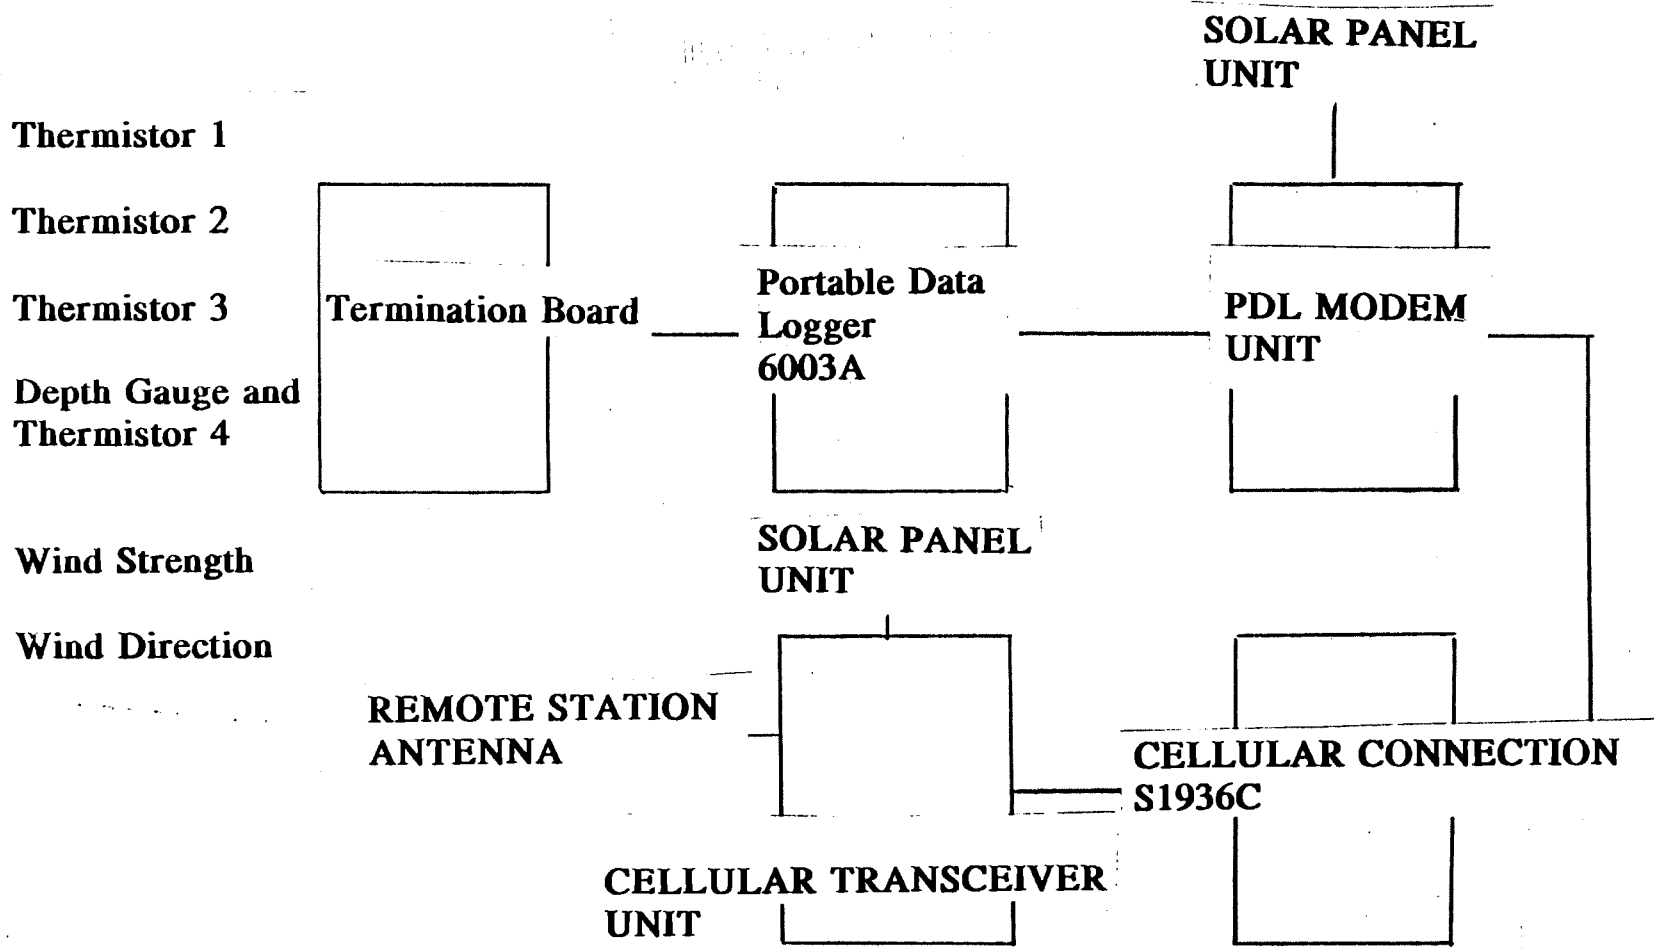 SOLAR PANEL
UNIT
Thermistor 1
Thermistor 2
Thermistor 3
Depth Gauge and
Thermistor 4
Wind Strength
Wind Direction
Termination Board
Portable Data
Logger
6003A
PDL MODEM
UNIT
SOLAR PANEL
UNIT
REMOTE STATION
ANTENNA
CELLULAR CONNECTION
S1936C
CELLULAR TRANSCEIVER
UNIT